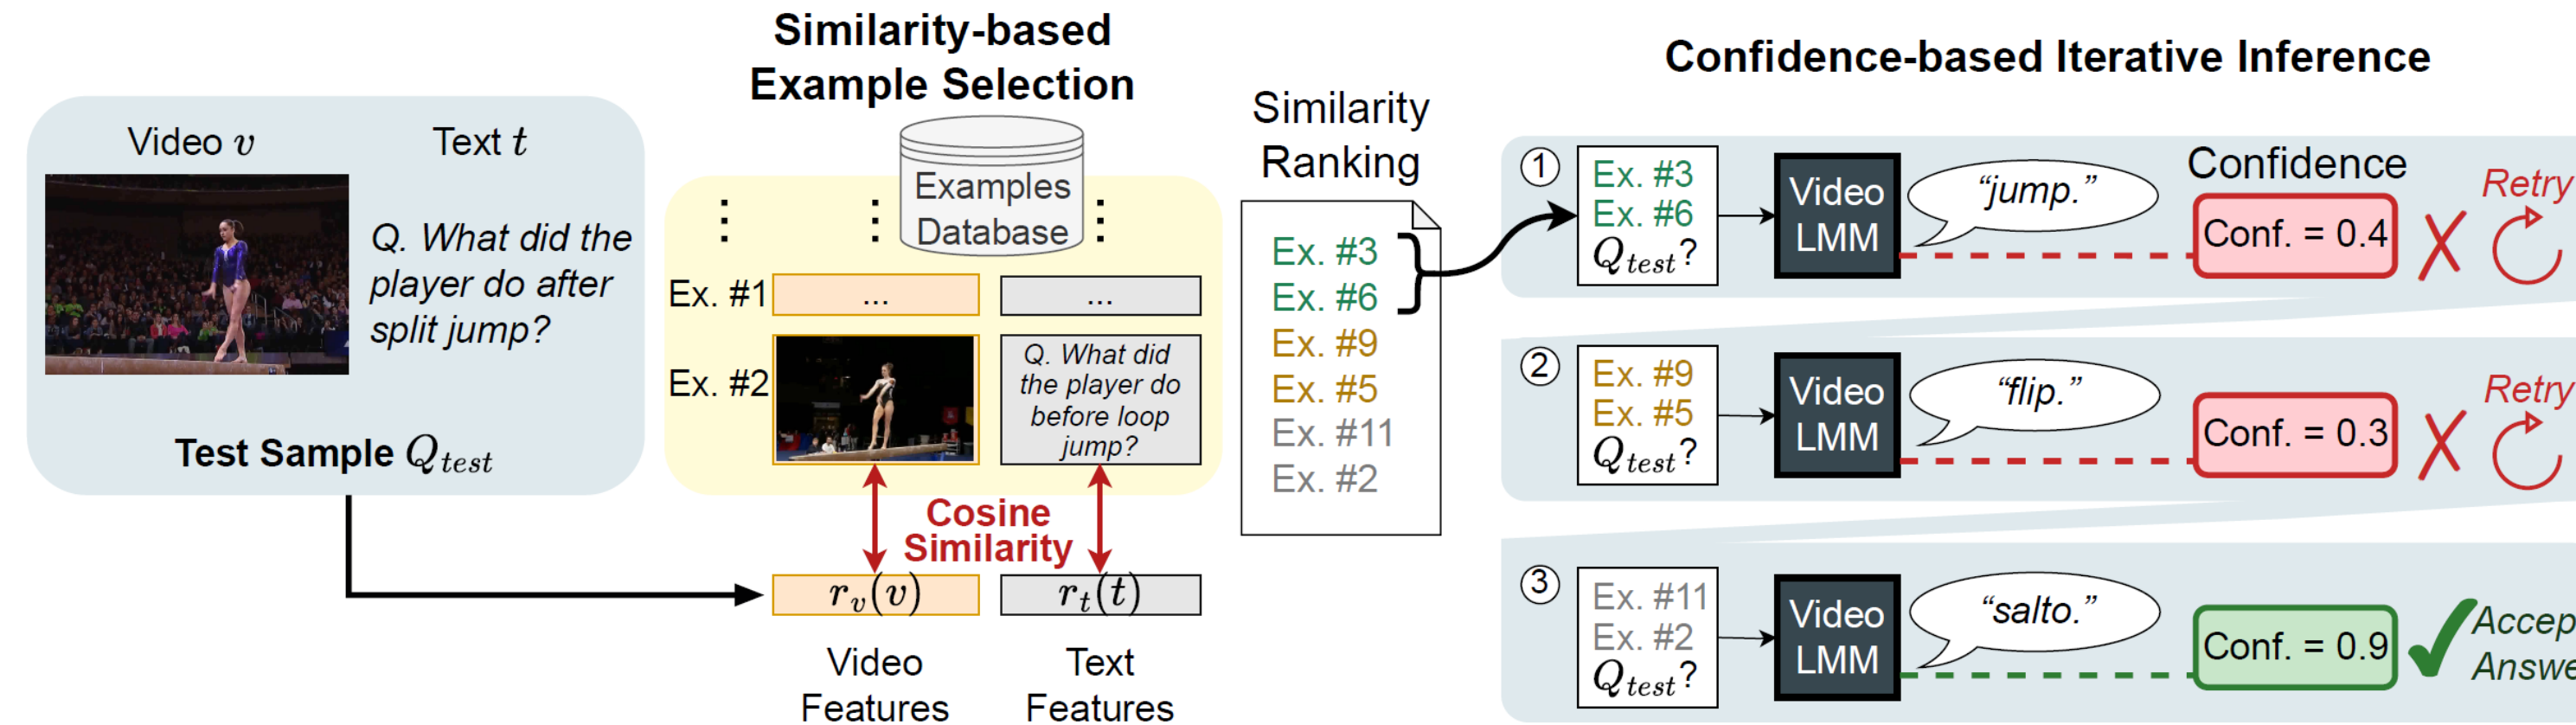 Video v
Text t
Q. What did the
player do after
split jump?
Test Sample Q_test
Similarity-based
Example Selection
Examples
Database
Ex. #1
...
...
Ex. #2
Q. What did
the player do
before loop
jump?
Cosine
Similarity
r_v(v)
r_t(t)
Video
Features
Text
Features
Similarity
Ranking
Ex. #3
Ex. #6
Ex. #9
Ex. #5
Ex. #11
Ex. #2
Confidence-based Iterative Inference
1
Ex. #3
Ex. #6
Q_test?
Video
LMM
“jump.”
Confidence
Conf. = 0.4
Retry
2
Ex. #9
Ex. #5
Q_test?
Video
LMM
“flip.”
Conf. = 0.3
Retry
3
Ex. #11
Ex. #2
Q_test?
Video
LMM
“salto.”
Conf. = 0.9
Accep
Answe